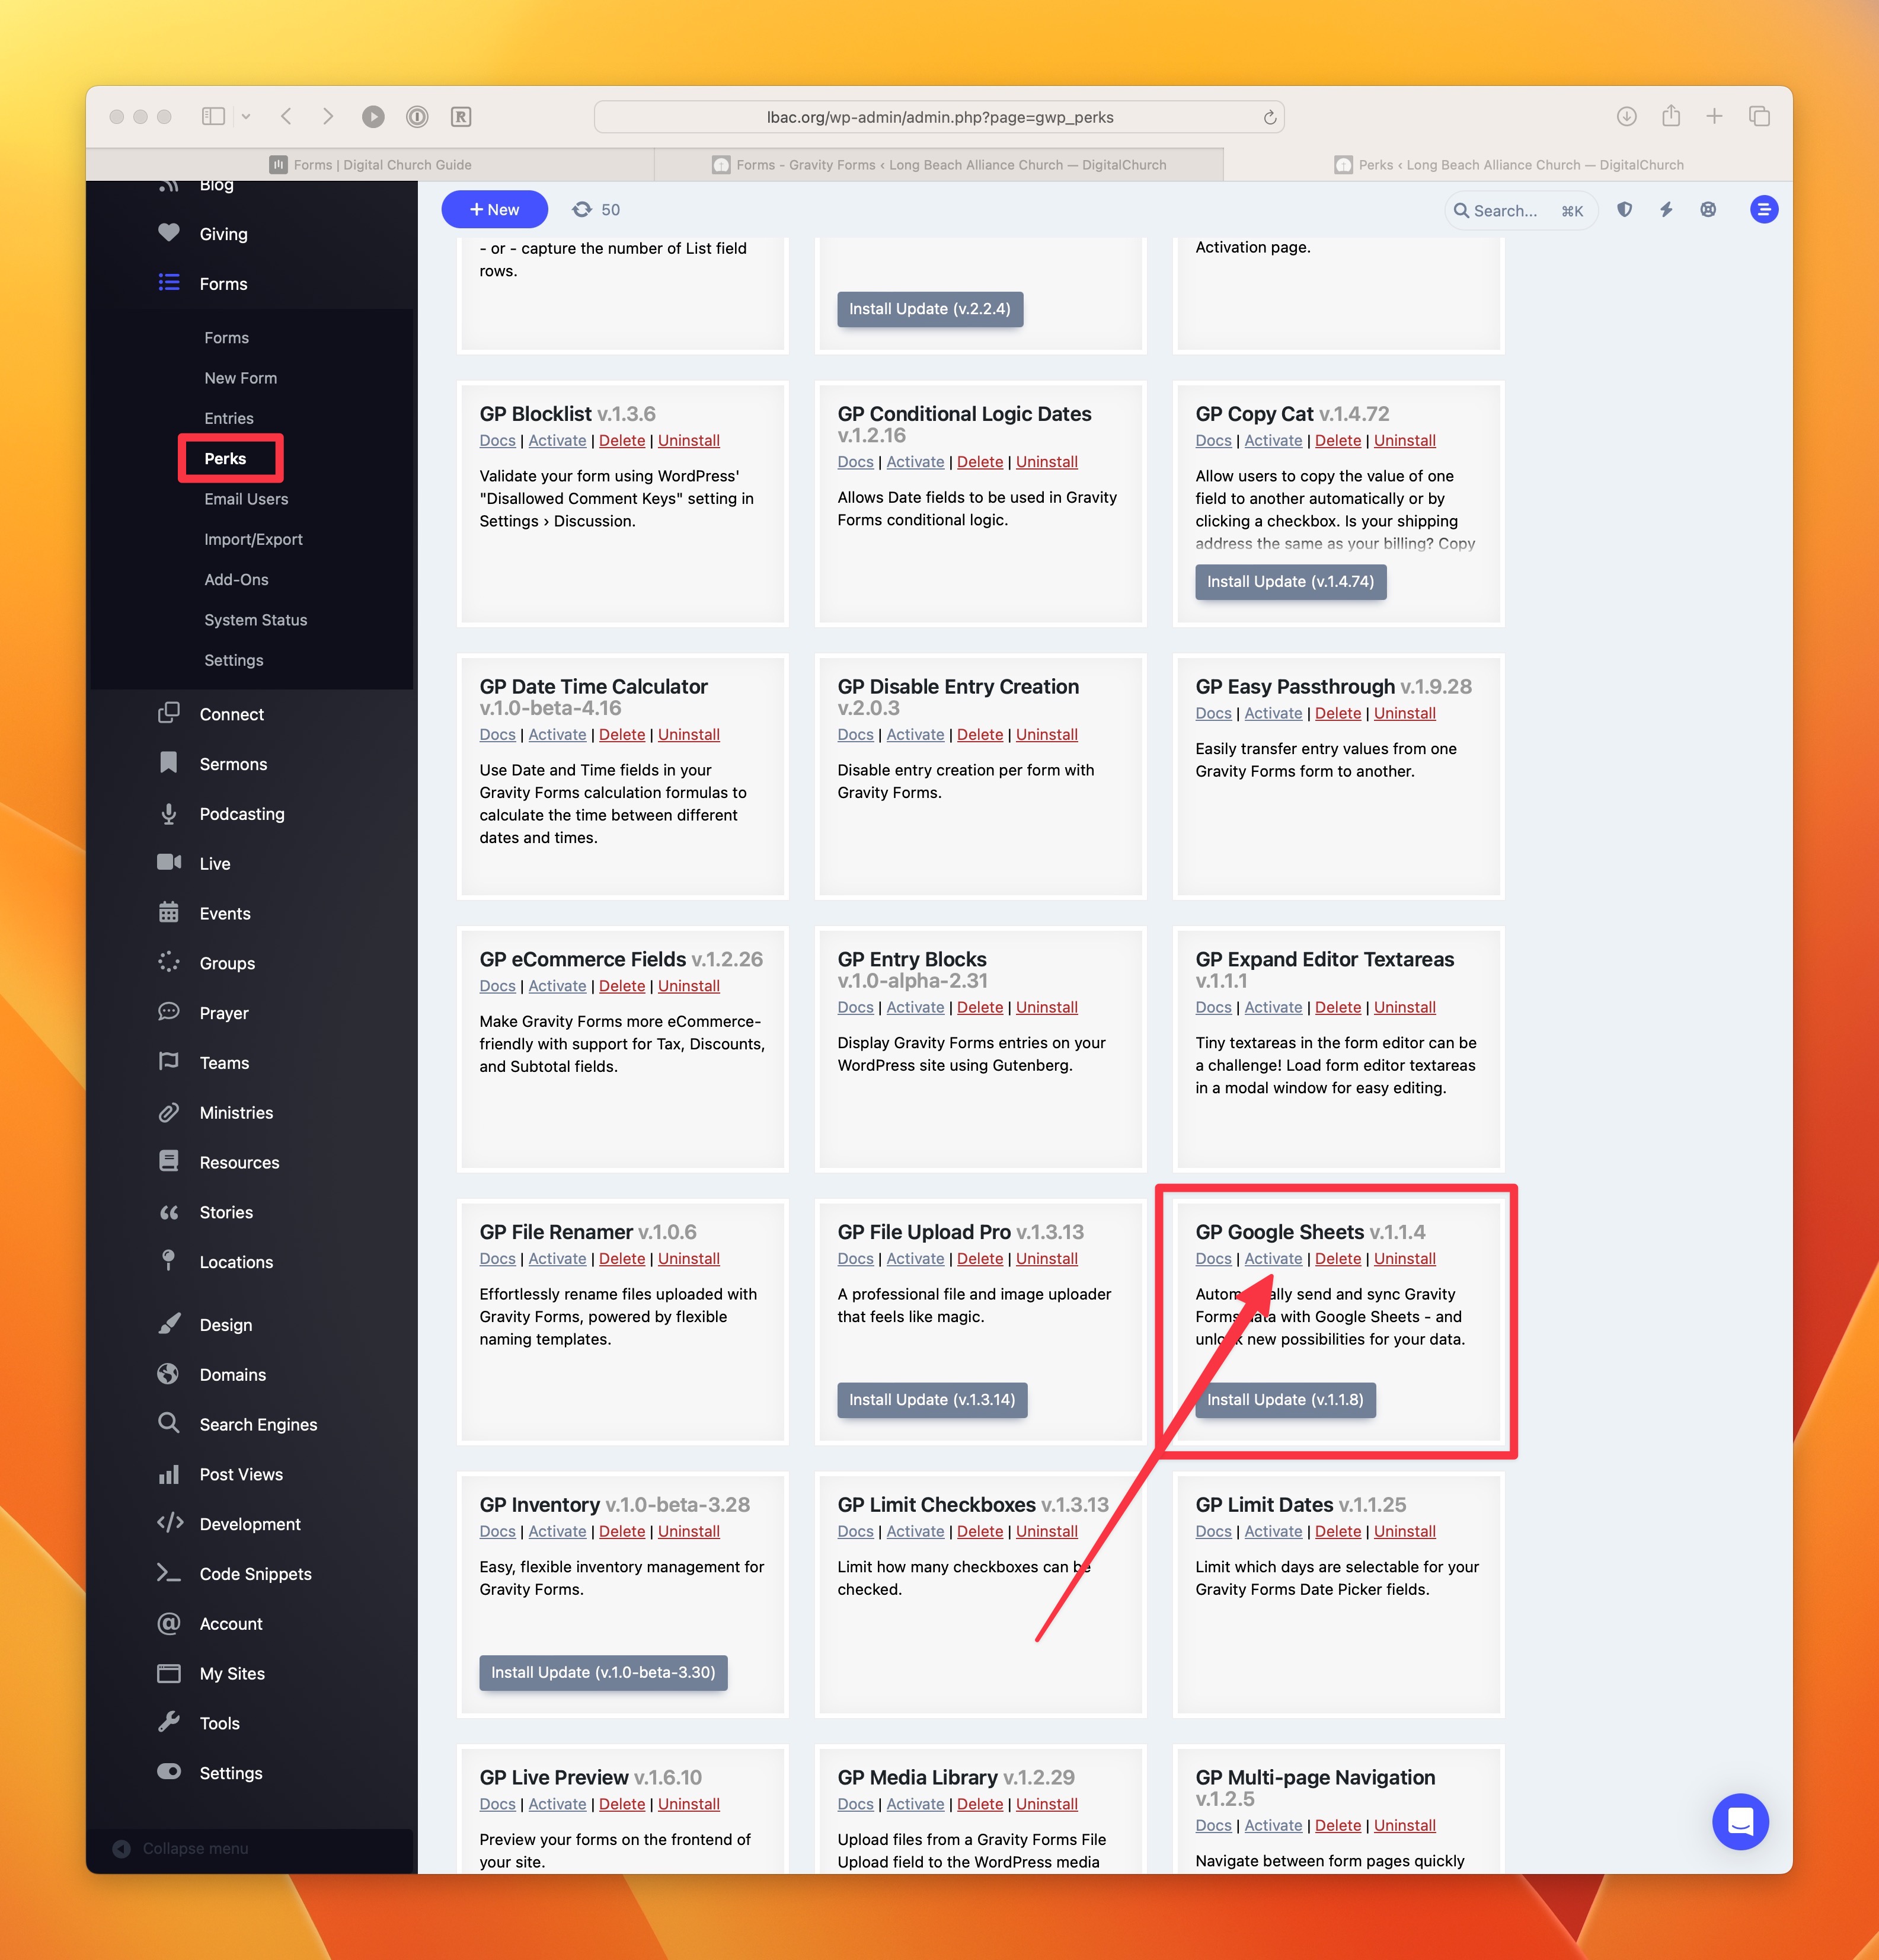 lbac.org/wp-admin/admin.php?page=gwp_perks
Forms | Digital Church Guide
Forms - Gravity Forms ‹ Long Beach Alliance Church — DigitalChurch
Perks ‹ Long Beach Alliance Church — DigitalChurch
Blog
Giving
Forms
Forms
New Form
Entries
Perks
Email Users
Import/Export
Add-Ons
System Status
Settings
Connect
Sermons
Podcasting
Live
Events
Groups
Prayer
Teams
Ministries
Resources
Stories
Locations
Design
Domains
Search Engines
Post Views
Development
Code Snippets
Account
My Sites
Tools
Settings
Collapse menu
+ New
50
Search... ⌘K
- or - capture the number of List field
rows.
Install Update (v.2.2.4)
Activation page.
GP Blocklist v.1.3.6
Docs | Activate | Delete | Uninstall
Validate your form using WordPress'
"Disallowed Comment Keys" setting in
Settings › Discussion.
GP Conditional Logic Dates
v.1.2.16
Docs | Activate | Delete | Uninstall
Allows Date fields to be used in Gravity
Forms conditional logic.
GP Copy Cat v.1.4.72
Docs | Activate | Delete | Uninstall
Allow users to copy the value of one
field to another automatically or by
clicking a checkbox. Is your shipping
address the same as your billing? Copy
Install Update (v.1.4.74)
GP Date Time Calculator
v.1.0-beta-4.16
Docs | Activate | Delete | Uninstall
Use Date and Time fields in your
Gravity Forms calculation formulas to
calculate the time between different
dates and times.
GP Disable Entry Creation
v.2.0.3
Docs | Activate | Delete | Uninstall
Disable entry creation per form with
Gravity Forms.
GP Easy Passthrough v.1.9.28
Docs | Activate | Delete | Uninstall
Easily transfer entry values from one
Gravity Forms form to another.
GP eCommerce Fields v.1.2.26
Docs | Activate | Delete | Uninstall
Make Gravity Forms more eCommerce-
friendly with support for Tax, Discounts,
and Subtotal fields.
GP Entry Blocks
v.1.0-alpha-2.31
Docs | Activate | Delete | Uninstall
Display Gravity Forms entries on your
WordPress site using Gutenberg.
GP Expand Editor Textareas
v.1.1.1
Docs | Activate | Delete | Uninstall
Tiny textareas in the form editor can be
a challenge! Load form editor textareas
in a modal window for easy editing.
GP File Renamer v.1.0.6
Docs | Activate | Delete | Uninstall
Effortlessly rename files uploaded with
Gravity Forms, powered by flexible
naming templates.
GP File Upload Pro v.1.3.13
Docs | Activate | Delete | Uninstall
A professional file and image uploader
that feels like magic.
Install Update (v.1.3.14)
GP Google Sheets v.1.1.4
Docs | Activate | Delete | Uninstall
Automatically send and sync Gravity
Forms data with Google Sheets - and
unlock new possibilities for your data.
Install Update (v.1.1.8)
GP Inventory v.1.0-beta-3.28
Docs | Activate | Delete | Uninstall
Easy, flexible inventory management for
Gravity Forms.
Install Update (v.1.0-beta-3.30)
GP Limit Checkboxes v.1.3.13
Docs | Activate | Delete | Uninstall
Limit how many checkboxes can be
checked.
GP Limit Dates v.1.1.25
Docs | Activate | Delete | Uninstall
Limit which days are selectable for your
Gravity Forms Date Picker fields.
GP Live Preview v.1.6.10
Docs | Activate | Delete | Uninstall
Preview your forms on the frontend of
your site.
GP Media Library v.1.2.29
Docs | Activate | Delete | Uninstall
Upload files from a Gravity Forms File
Upload field to the WordPress media
GP Multi-page Navigation
v.1.2.5
Docs | Activate | Delete | Uninstall
Navigate between form pages quickly